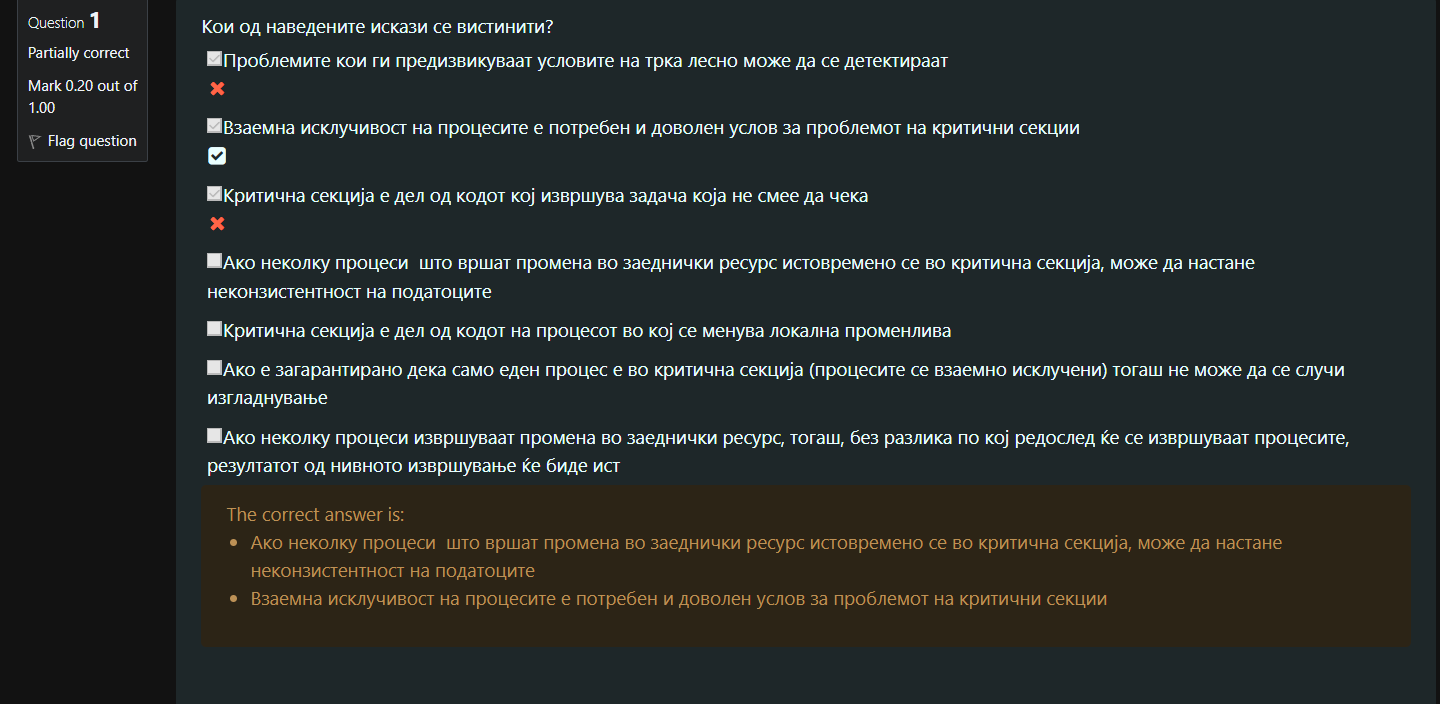 Question 1
Partially correct
Mark 0.20 out of
1.00
Flag question
Кои од наведените искази се вистинити?
Проблемите кои ги предизвикуваат условите на трка лесно може да се детектираат
Взаемна исклучивост на процесите е потребен и доволен услов за проблемот на критични секции
Критична секција е дел од кодот кој извршува задача која не смее да чека
Ако неколку процеси  што вршат промена во заеднички ресурс истовремено се во критична секција, може да настане
неконзистентност на податоците
Критична секција е дел од кодот на процесот во кој се менува локална променлива
Ако е загарантирано дека само еден процес е во критична секција (процесите се взаемно исклучени) тогаш не може да се случи
изгладнување
Ако неколку процеси извршуваат промена во заеднички ресурс, тогаш, без разлика по кој редослед ќе се извршуваат процесите,
резултатот од нивното извршување ќе биде ист
The correct answer is:
• Ако неколку процеси  што вршат промена во заеднички ресурс истовремено се во критична секција, може да настане
неконзистентност на податоците
• Взаемна исклучивост на процесите е потребен и доволен услов за проблемот на критични секции